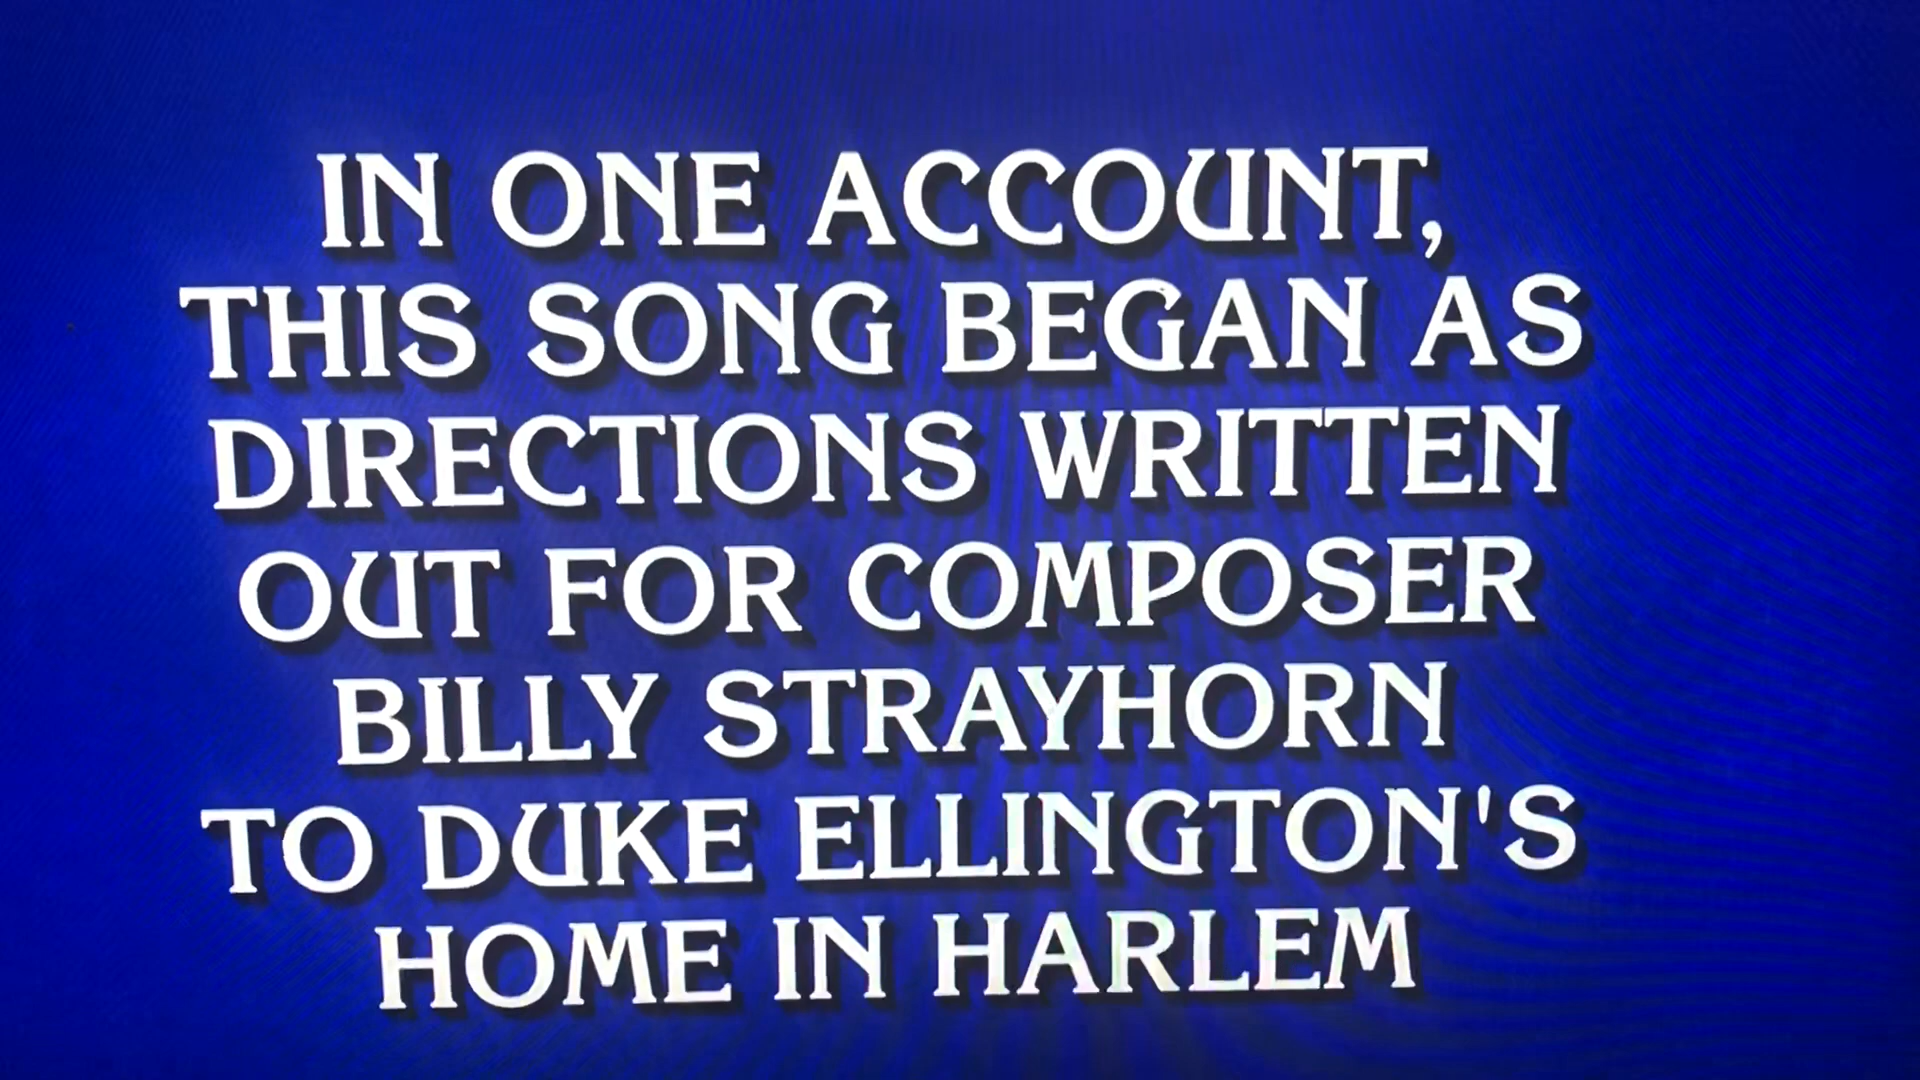 IN ONE ACCOUNT,
THIS SONG BEGAN AS
DIRECTIONS WRITTEN
OUT FOR COMPOSER
BILLY STRAYHORN
TO DUKE ELLINGTON'S
HOME IN HARLEM